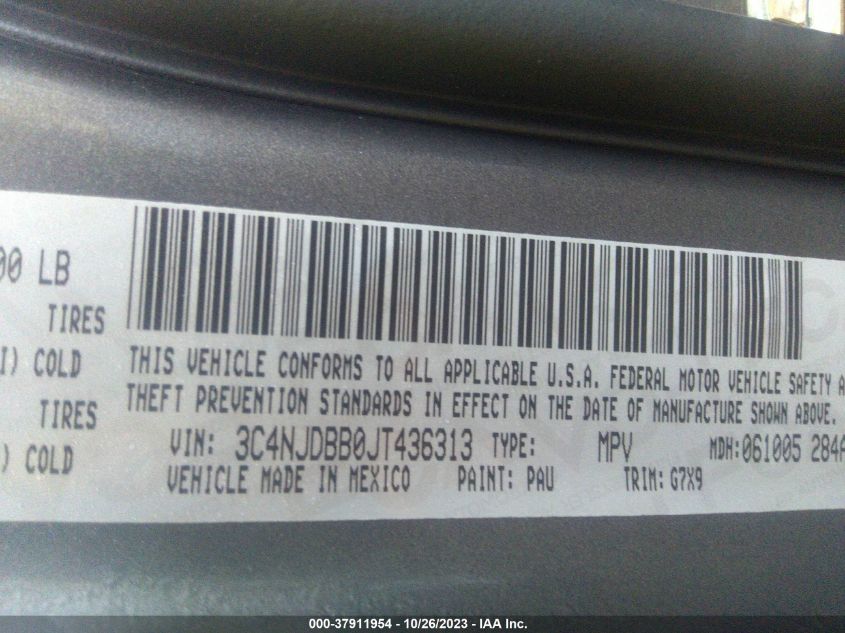 00 LB
TIRES
I) COLD
TIRES
) COLD
THIS VEHICLE CONFORMS TO ALL APPLICABLE U.S.A. FEDERAL MOTOR VEHICLE SAFETY A
THEFT PREVENTION STANDARDS IN EFFECT ON THE DATE OF MANUFACTURE SHOWN ABOVE.
VIN: 3C4NJDBB0JT436313 TYPE: MPV MDH:061005 284A
VEHICLE MADE IN MEXICO PAINT: PAU TRIM: G7X9
000-37911954 - 10/26/2023 - IAA Inc.